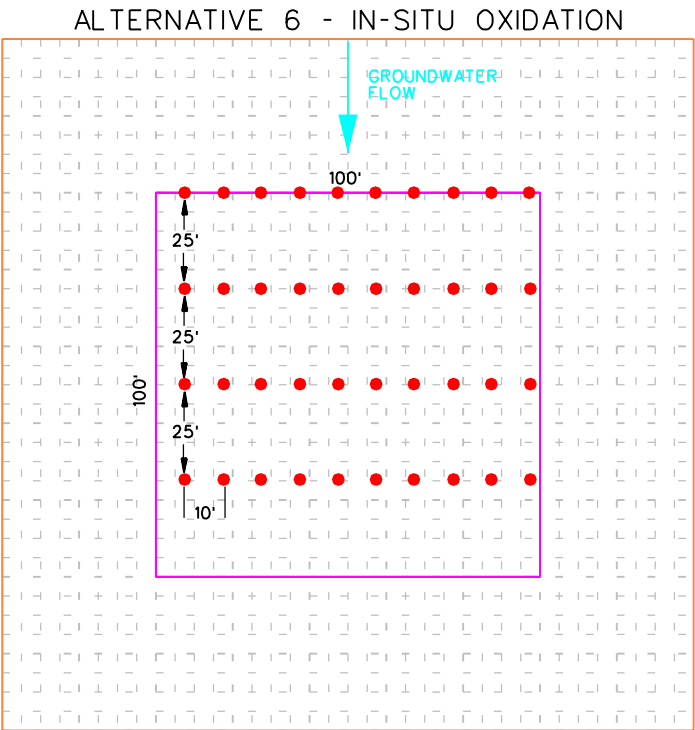 ALTERNATIVE 6 - IN-SITU OXIDATION
GROUNDWATER
FLOW
100'
25'
25'
100'
25'
10'